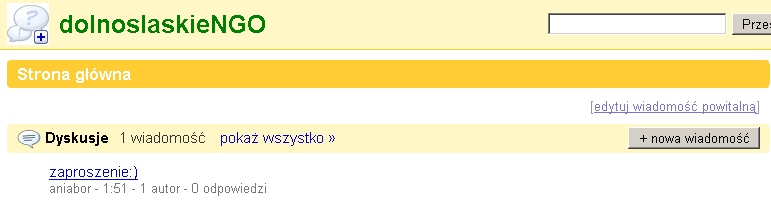 dolnoslaskieNGO
Przes
Strona główna
[edytuj wiadomość powitalną]
Dyskusje 1 wiadomość pokaż wszystko »
+ nowa wiadomość
zaproszenie:)
aniabor - 1:51 - 1 autor - 0 odpowiedzi